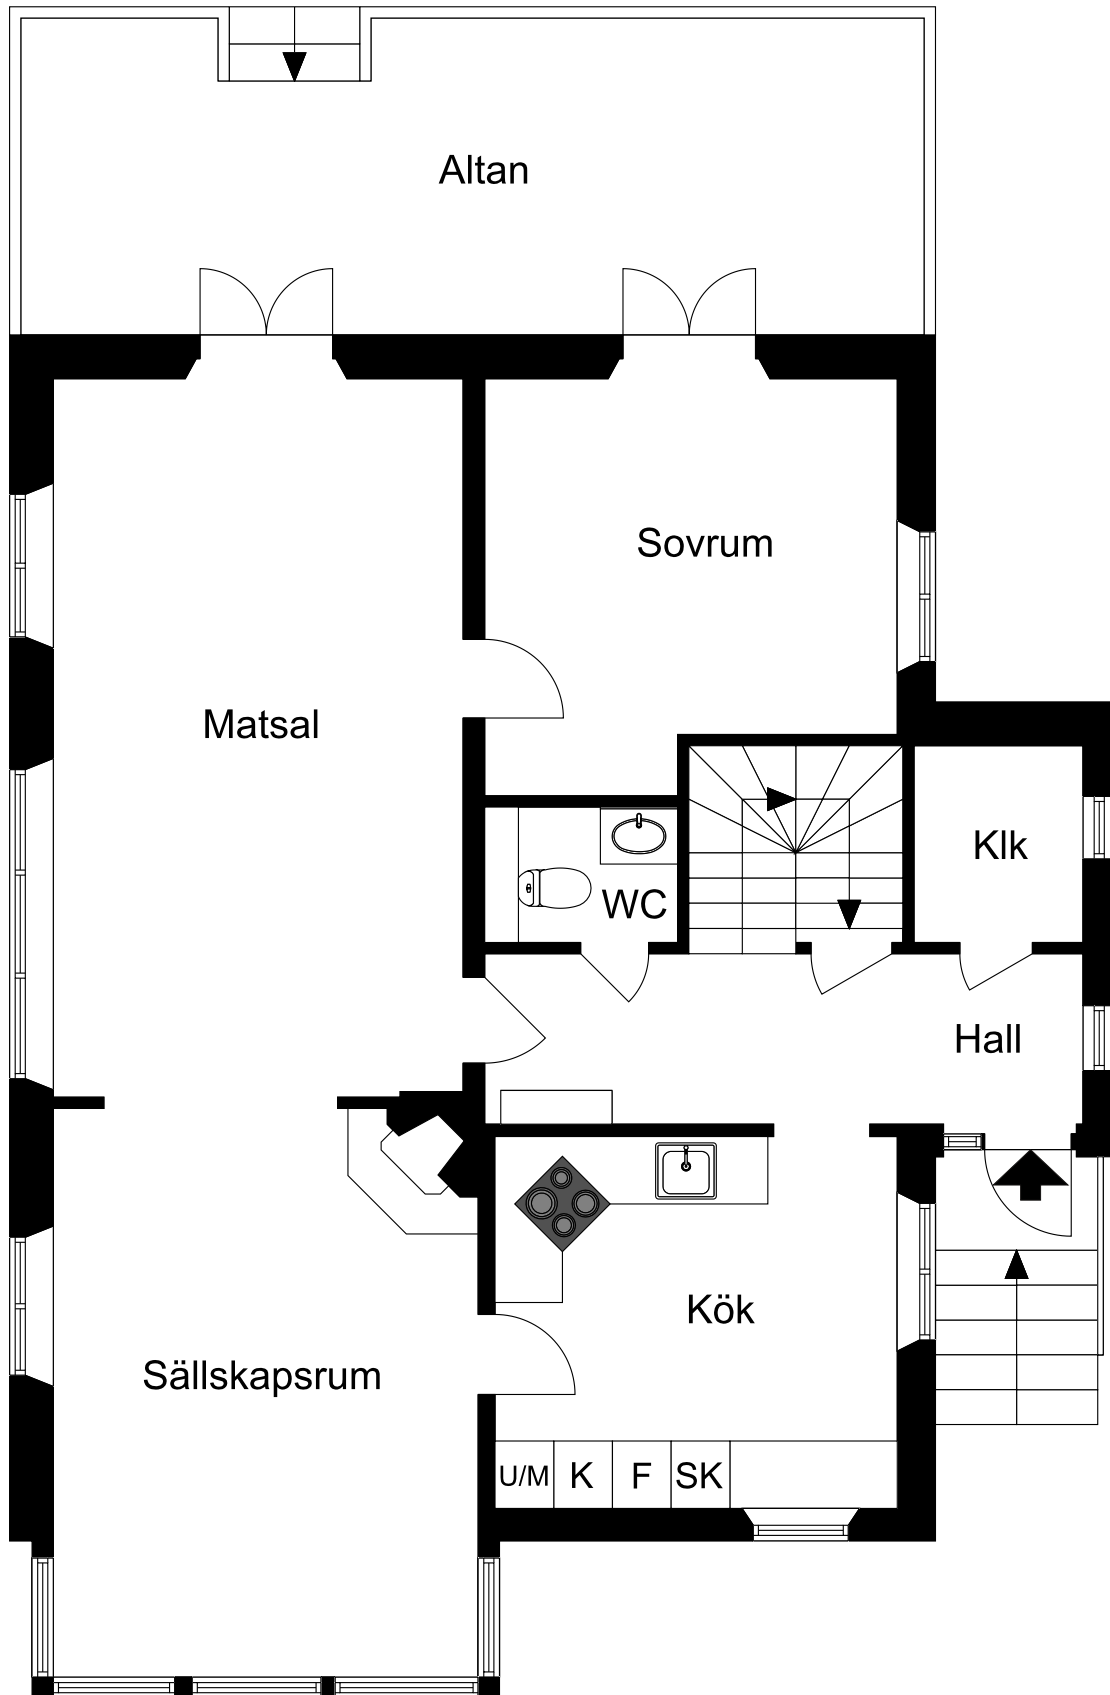 Altan
Sovrum
Matsal
Klk
WC
Hall
Kök
Sällskapsrum
U/M K F SK